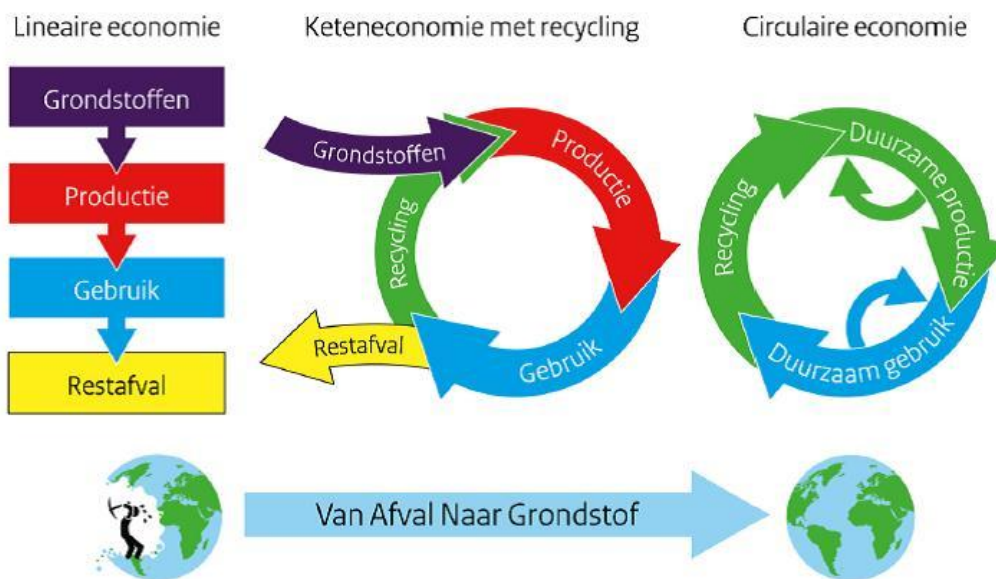 Lineaire economie
Grondstoffen
Productie
Gebruik
Restafval
Keteneconomie met recycling
Grondstoffen
Productie
Recycling
Restafval
Gebruik
Circulaire economie
Duurzame productie
Recycling
Duurzaam gebruik
Van Afval Naar Grondstof